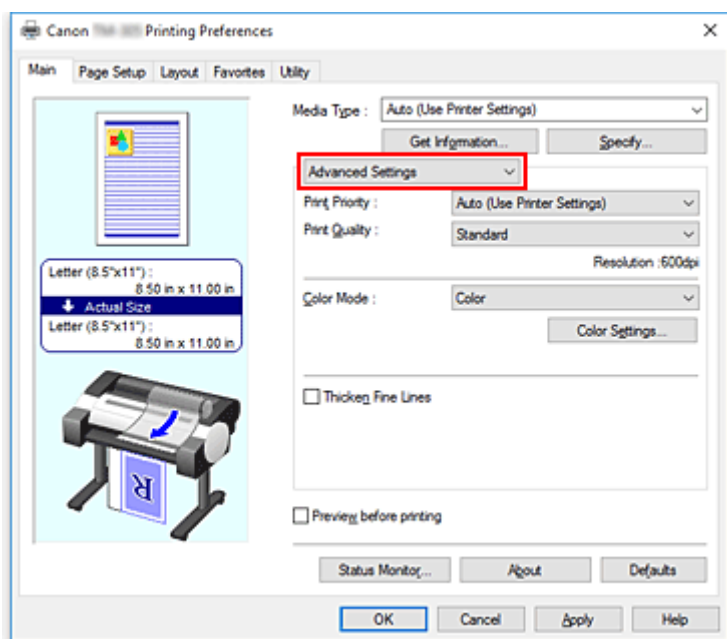 Canon Printing Preferences
Main Page Setup Layout Favorites Utility
Media Type : Auto (Use Printer Settings)
Get Information... Specify...
Advanced Settings
Print Priority : Auto (Use Printer Settings)
Print Quality : Standard
Resolution :600dpi
Letter (8.5"x11") :
8.50 in x 11.00 in
Actual Size
Letter (8.5"x11") :
8.50 in x 11.00 in
Color Mode : Color
Color Settings...
Thicken Fine Lines
R
Preview before printing
Status Monitor... About Defaults
OK Cancel Apply Help